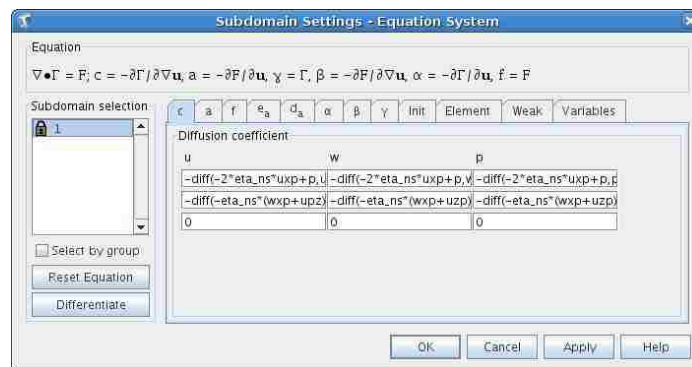 Subdomain Settings - Equation System
Equation
∇•Γ = F; c = -∂Γ/∂∇u, a = -∂F/∂u, γ = Γ, β = -∂F/∂∇u, α = -∂Γ/∂u, f = F
Subdomain selection
1
Select by group
Reset Equation
Differentiate
c a f ea da α β γ Init Element Weak Variables
Diffusion coefficient
u w p
-diff(-2*eta_ns*uxp+p,u -diff(-2*eta_ns*uxp+p,v -diff(-2*eta_ns*uxp+p,p
-diff(-eta_ns*(wxp+upz) -diff(-eta_ns*(wxp+uzp) -diff(-eta_ns*(wxp+uzp)
0 0 0
OK Cancel Apply Help